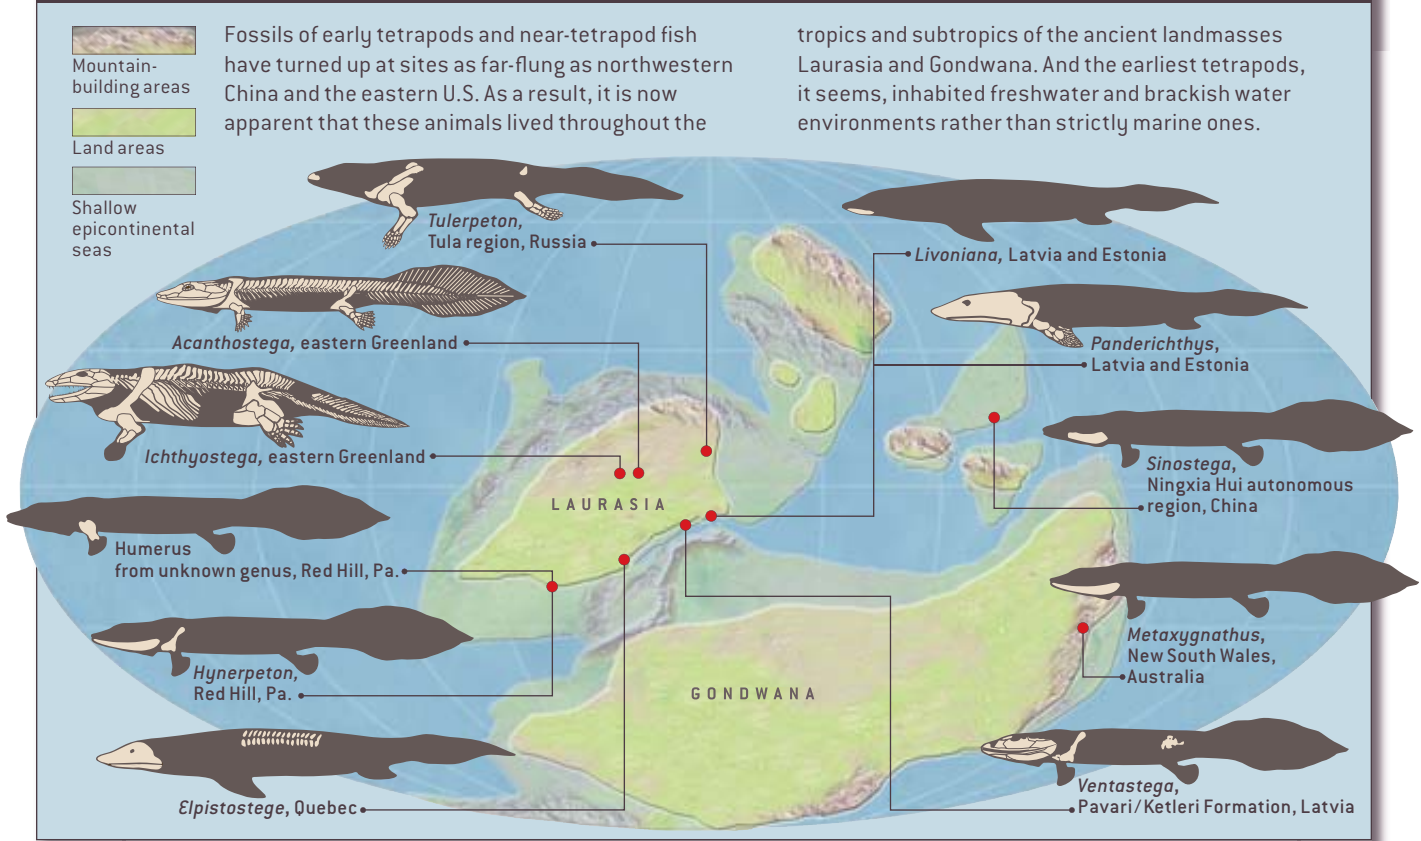 Fossils of early tetrapods and near-tetrapod fish
have turned up at sites as far-flung as northwestern
China and the eastern U.S. As a result, it is now
apparent that these animals lived throughout the
tropics and subtropics of the ancient landmasses
Laurasia and Gondwana. And the earliest tetrapods,
it seems, inhabited freshwater and brackish water
environments rather than strictly marine ones.
Mountain-
building areas
Land areas
Shallow
epicontinental
seas
Tulerpeton,
Tula region, Russia
Acanthostega, eastern Greenland
Ichthyostega, eastern Greenland
Humerus
from unknown genus, Red Hill, Pa.
Hynerpeton,
Red Hill, Pa.
Elpistostege, Quebec
LAURASIA
GONDWANA
Livoniana, Latvia and Estonia
Panderichthys,
Latvia and Estonia
Sinostega,
Ningxia Hui autonomous
region, China
Metaxygnathus,
New South Wales,
Australia
Ventastega,
Pavari/Ketleri Formation, Latvia